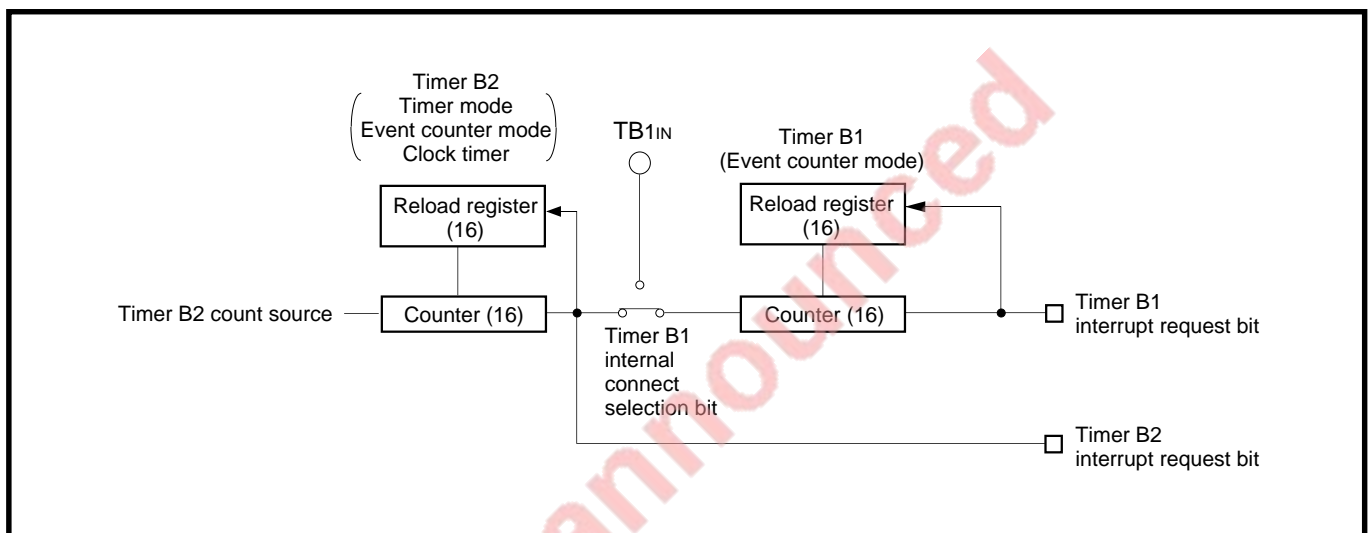 Timer B2
Timer mode
Event counter mode
Clock timer
TB1IN
Timer B1
(Event counter mode)
Reload register
(16)
Reload register
(16)
Timer B2 count source
Counter (16)
Counter (16)
Timer B1
interrupt request bit
Timer B1
internal
connect
selection bit
Timer B2
interrupt request bit
announced